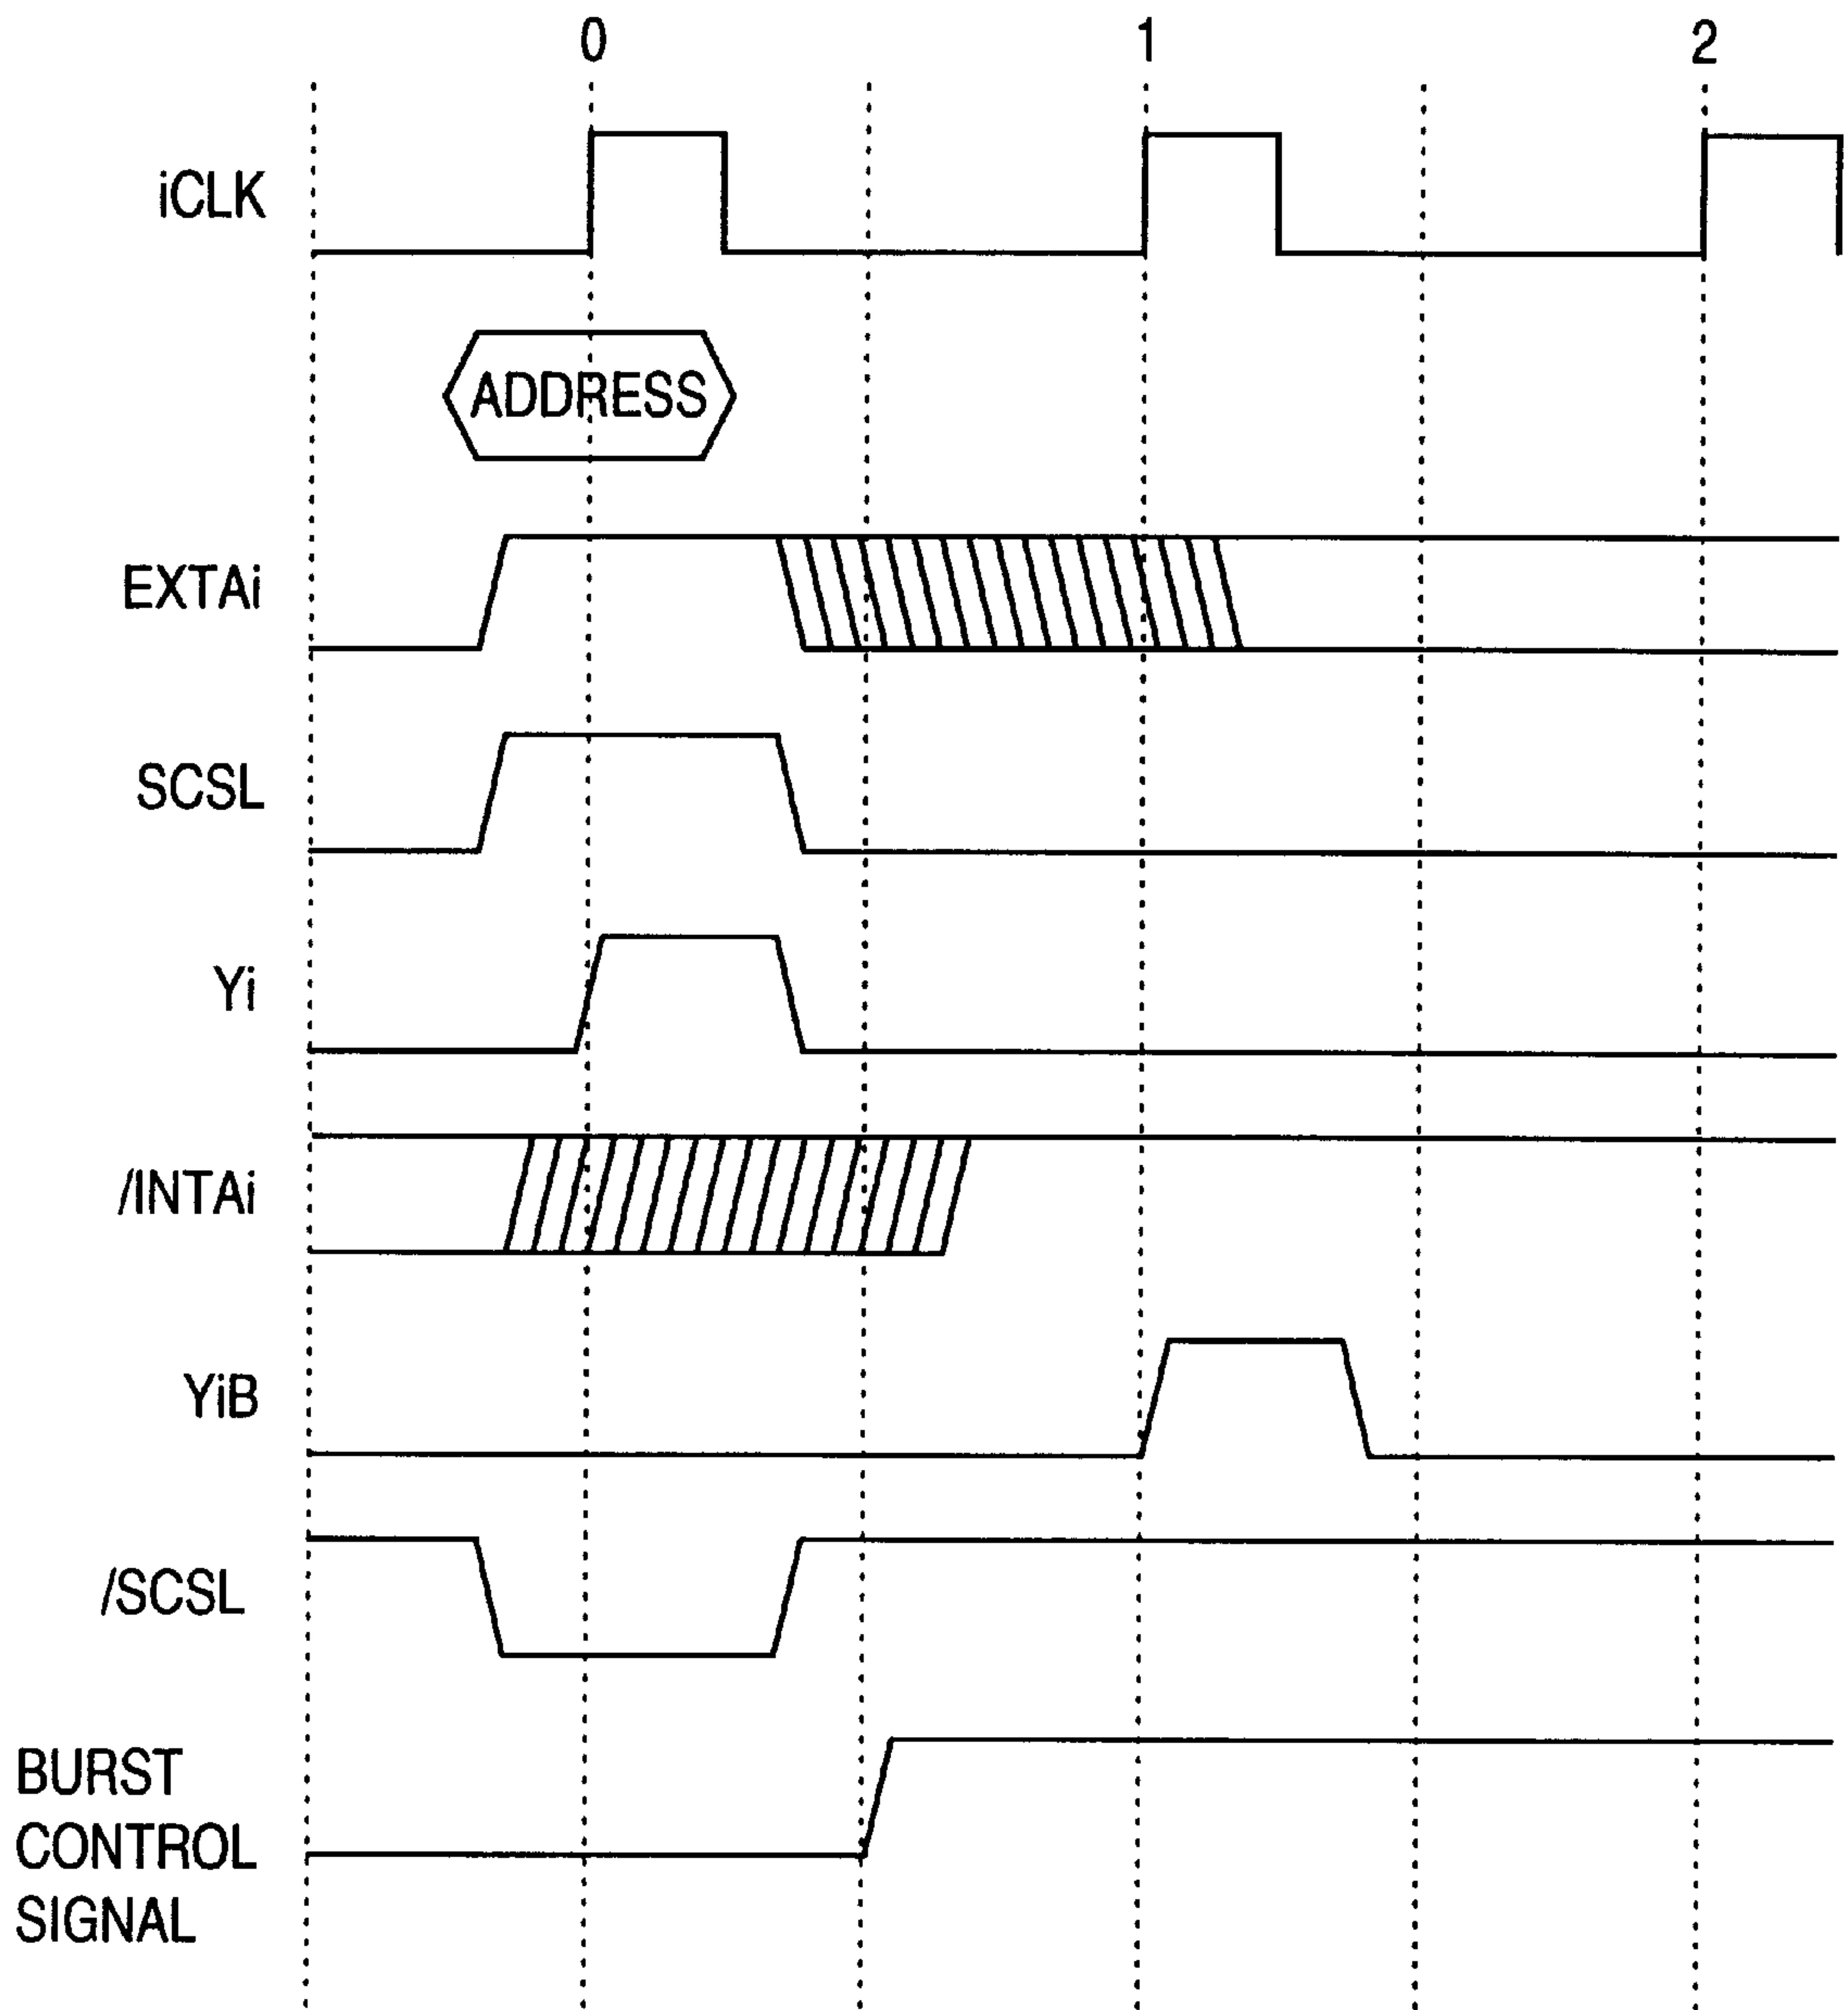 0 1 2
iCLK
ADDRESS
EXTAi
SCSL
Yi
/INTAi
YiB
/SCSL
BURST
CONTROL
SIGNAL